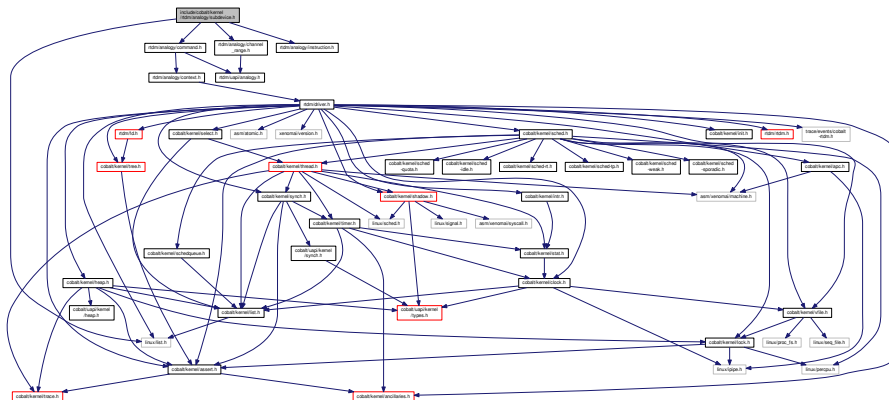 include/cobalt/kernel
/rtdm/analogy/subdevice.h
rtdm/analogy/command.h
rtdm/analogy/channel
_range.h
rtdm/analogy/instruction.h
rtdm/analogy/context.h
rtdm/uapi/analogy.h
rtdm/driver.h
rtdm/fd.h
cobalt/kernel/select.h
asm/atomic.h
xenomai/version.h
cobalt/kernel/sched.h
cobalt/kernel/init.h
rtdm/rtdm.h
trace/events/cobalt
-rtdm.h
cobalt/kernel/tree.h
cobalt/kernel/thread.h
cobalt/kernel/sched
-quota.h
cobalt/kernel/sched
-idle.h
cobalt/kernel/sched-rt.h
cobalt/kernel/sched-tp.h
cobalt/kernel/sched
-weak.h
cobalt/kernel/sched
-sporadic.h
cobalt/kernel/apc.h
cobalt/kernel/synch.h
cobalt/kernel/shadow.h
cobalt/kernel/intr.h
asm/xenomai/machine.h
cobalt/kernel/timer.h
linux/sched.h
linux/signal.h
asm/xenomai/syscall.h
cobalt/kernel/schedqueue.h
cobalt/uapi/kernel
/synch.h
cobalt/kernel/stat.h
cobalt/kernel/heap.h
cobalt/kernel/clock.h
cobalt/uapi/kernel
/heap.h
cobalt/kernel/list.h
cobalt/uapi/kernel
/types.h
cobalt/kernel/vfile.h
linux/list.h
cobalt/kernel/lock.h
linux/proc_fs.h
linux/seq_file.h
cobalt/kernel/assert.h
linux/ipipe.h
linux/percpu.h
cobalt/kernel/trace.h
cobalt/kernel/ancillaries.h